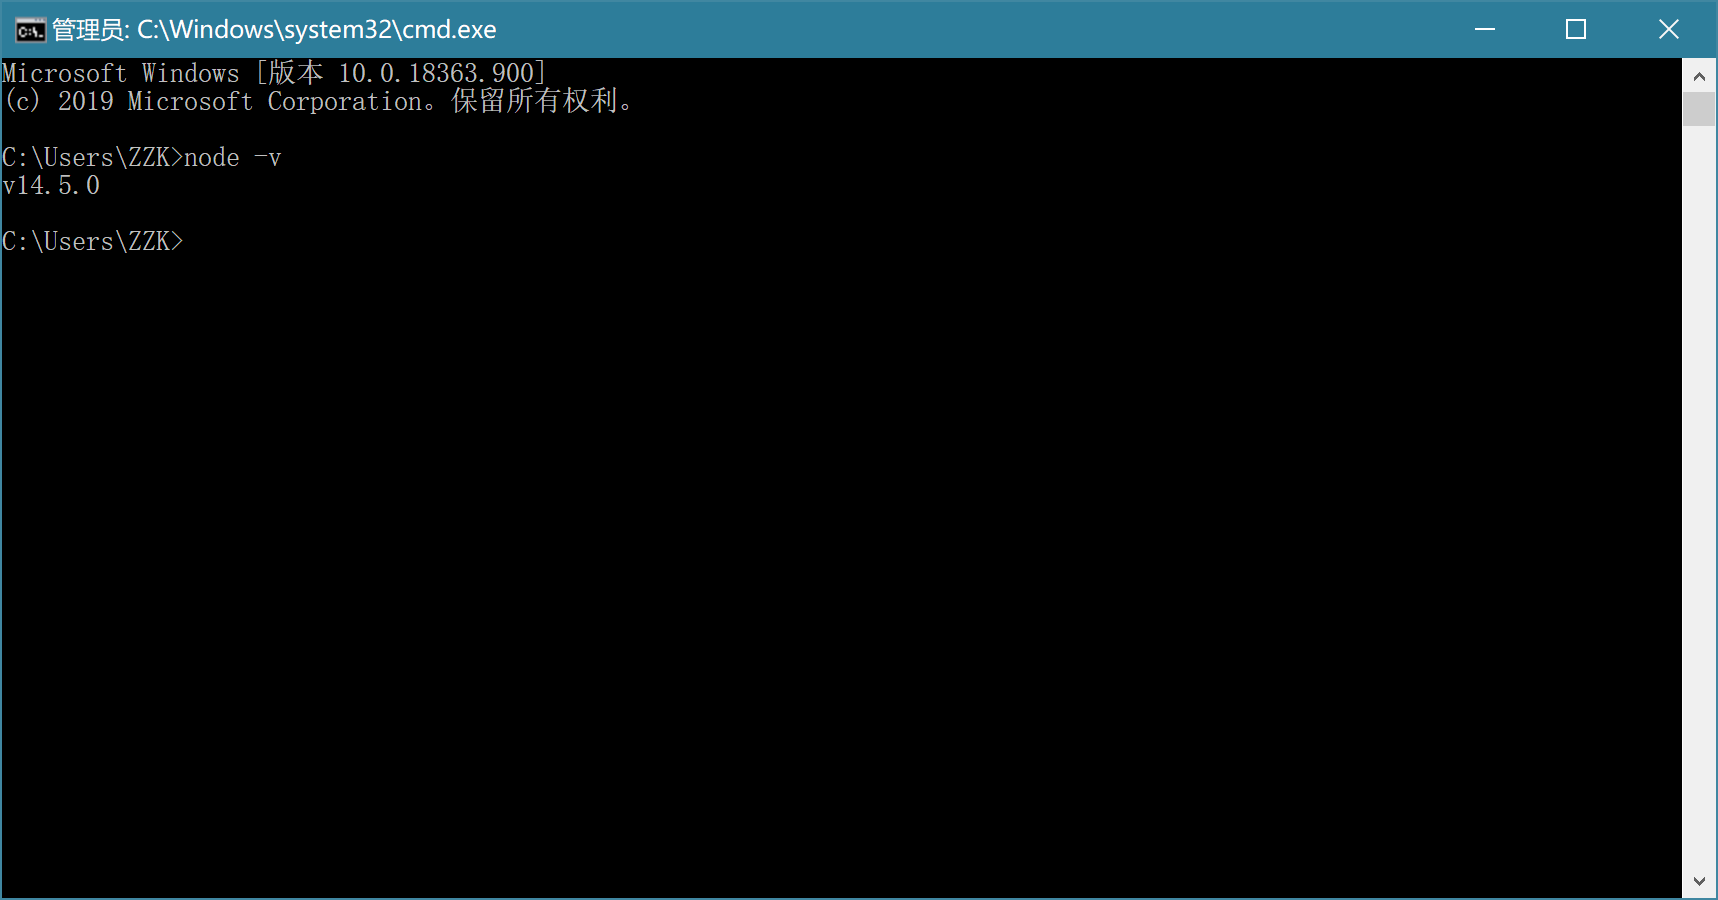 管理员: C:\Windows\system32\cmd.exe
Microsoft Windows [版本 10.0.18363.900]
(c) 2019 Microsoft Corporation。保留所有权利。
C:\Users\ZZK>node -v
v14.5.0
C:\Users\ZZK>